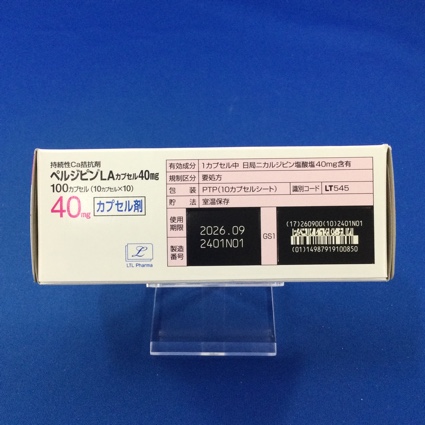 持続性Ca拮抗剤
ペルジピンLAカプセル40mg
100カプセル(10カプセル×10)
40mg カプセル剤
L
LTL Pharma
有効成分 1カプセル中 日局ニカルジピン塩酸塩40mg含有
規制区分 要処方
包装 PTP(10カプセルシート) 識別コード LT545
貯法 室温保存
使用期限 2026.09
製造番号 2401N01
GS1
(17)260900(10)2401N01
(01)14987919100850